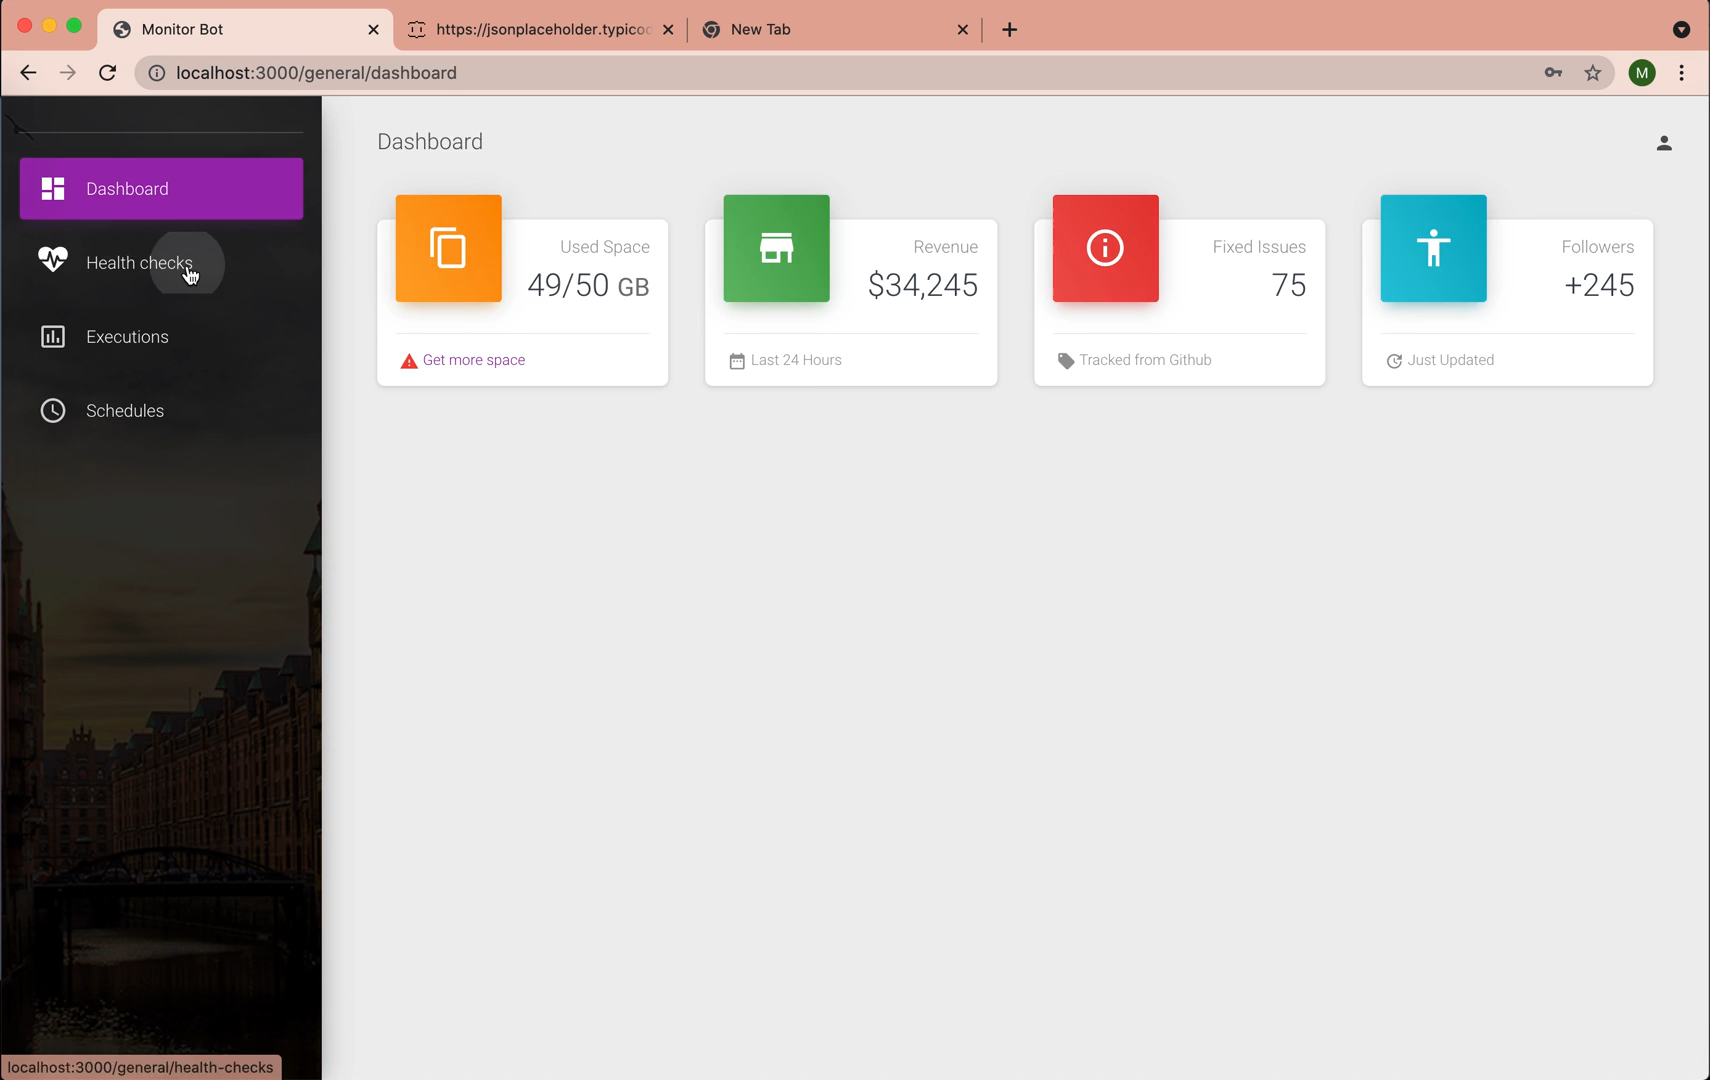 Monitor Bot
https://jsonplaceholder.typico
New Tab
localhost:3000/general/dashboard
M
Dashboard
Health checks
Executions
Schedules
Dashboard
Used Space
49/50 GB
Get more space
Revenue
$34,245
Last 24 Hours
Fixed Issues
75
Tracked from Github
Followers
+245
Just Updated
localhost:3000/general/health-checks